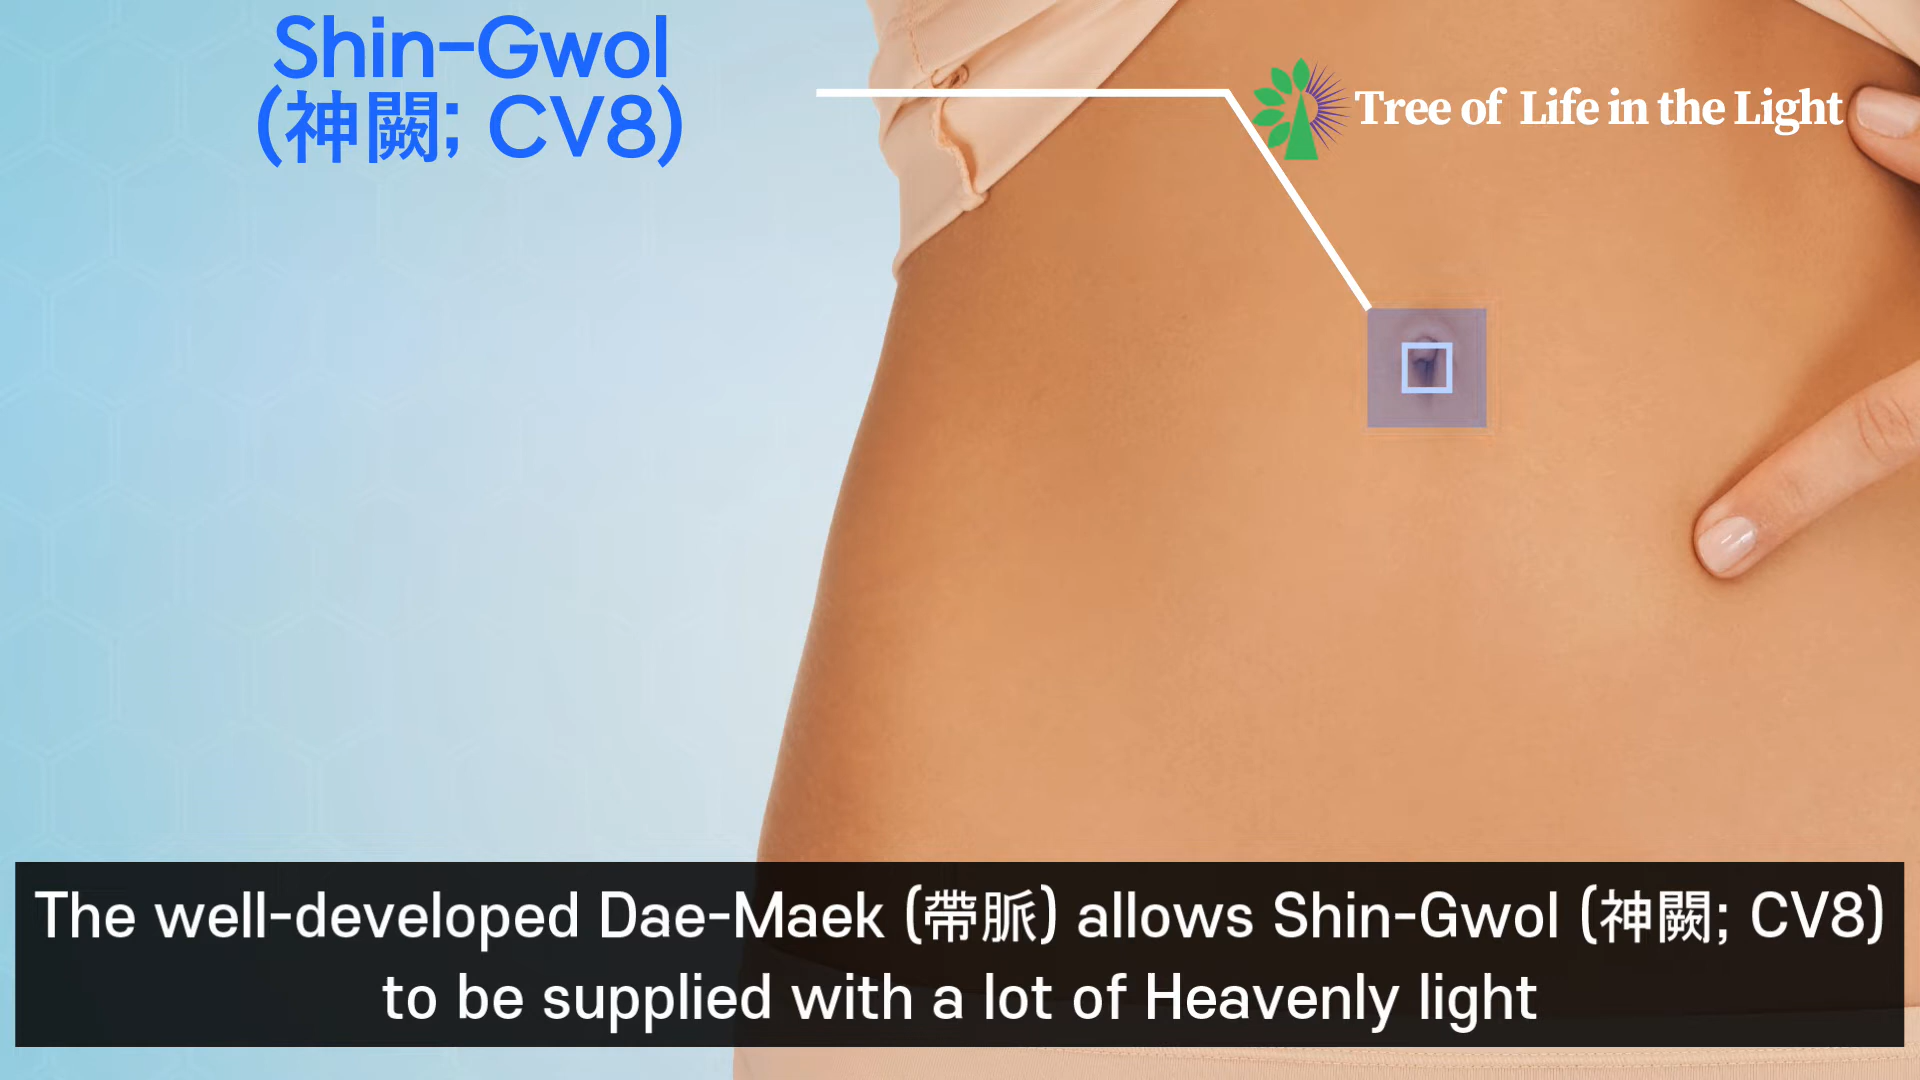 Shin-Gwol
(神闕; CV8)
Tree of Life in the Light
The well-developed Dae-Maek (帶脈) allows Shin-Gwol (神闕; CV8)
to be supplied with a lot of Heavenly light